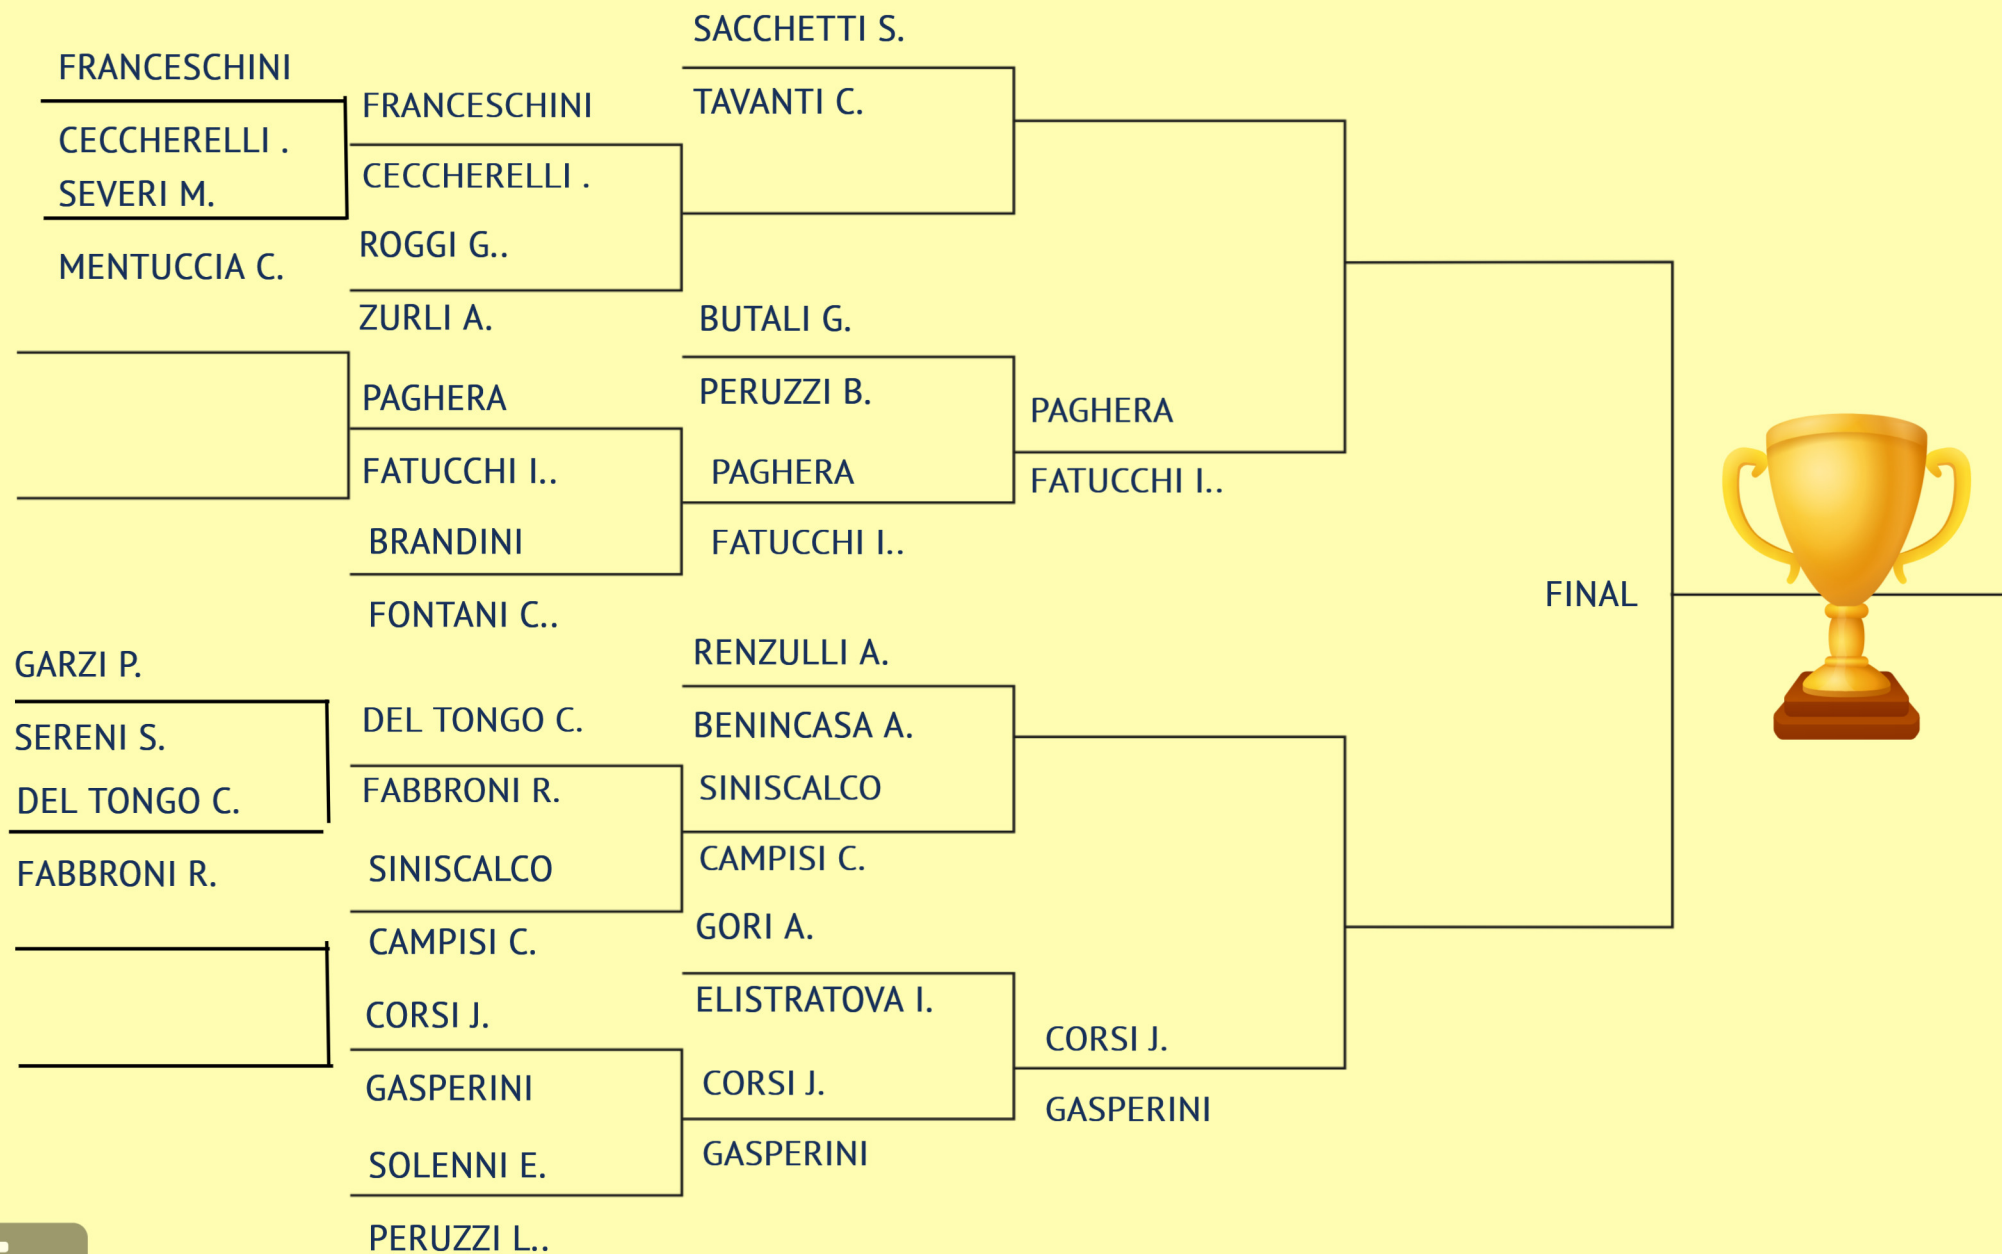 FRANCESCHINI
CECCHERELLI .
SEVERI M.
MENTUCCIA C.
GARZI P.
SERENI S.
DEL TONGO C.
FABBRONI R.
FRANCESCHINI
CECCHERELLI .
ROGGI G..
ZURLI A.
PAGHERA
FATUCCHI I..
BRANDINI
FONTANI C..
DEL TONGO C.
FABBRONI R.
SINISCALCO
CAMPISI C.
CORSI J.
GASPERINI
SOLENNI E.
PERUZZI L..
SACCHETTI S.
TAVANTI C.
BUTALI G.
PERUZZI B.
PAGHERA
FATUCCHI I..
RENZULLI A.
BENINCASA A.
SINISCALCO
CAMPISI C.
GORI A.
ELISTRATOVA I.
CORSI J.
GASPERINI
PAGHERA
FATUCCHI I..
CORSI J.
GASPERINI
FINAL